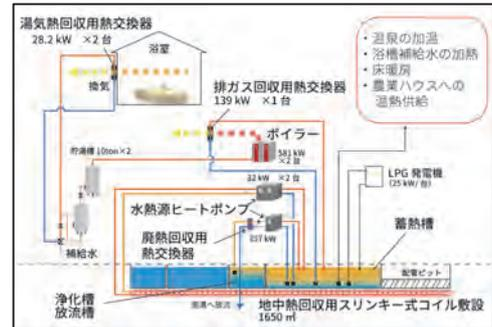 湯気熱回収用熱交換器
28.2 kW ×2 台
浴室
換気
排ガス回収用熱交換器
139 kW ×1 台
・温泉の加温
・浴槽補給水の加熱
・床暖房
・農業ハウスへの
温熱供給
ボイラー
581 kW
×2 台
貯湯槽 10ton×2
32 kW ×2 台
LPG 発電機
(25 kW/ 台)
水熱源ヒートポンプ
廃熱回収用
熱交換器
補給水
蓄熱槽
配管ピット
浄化槽
放流槽
へ放流
地中熱回収用スリンキー式コイル敷設
1650 ㎡